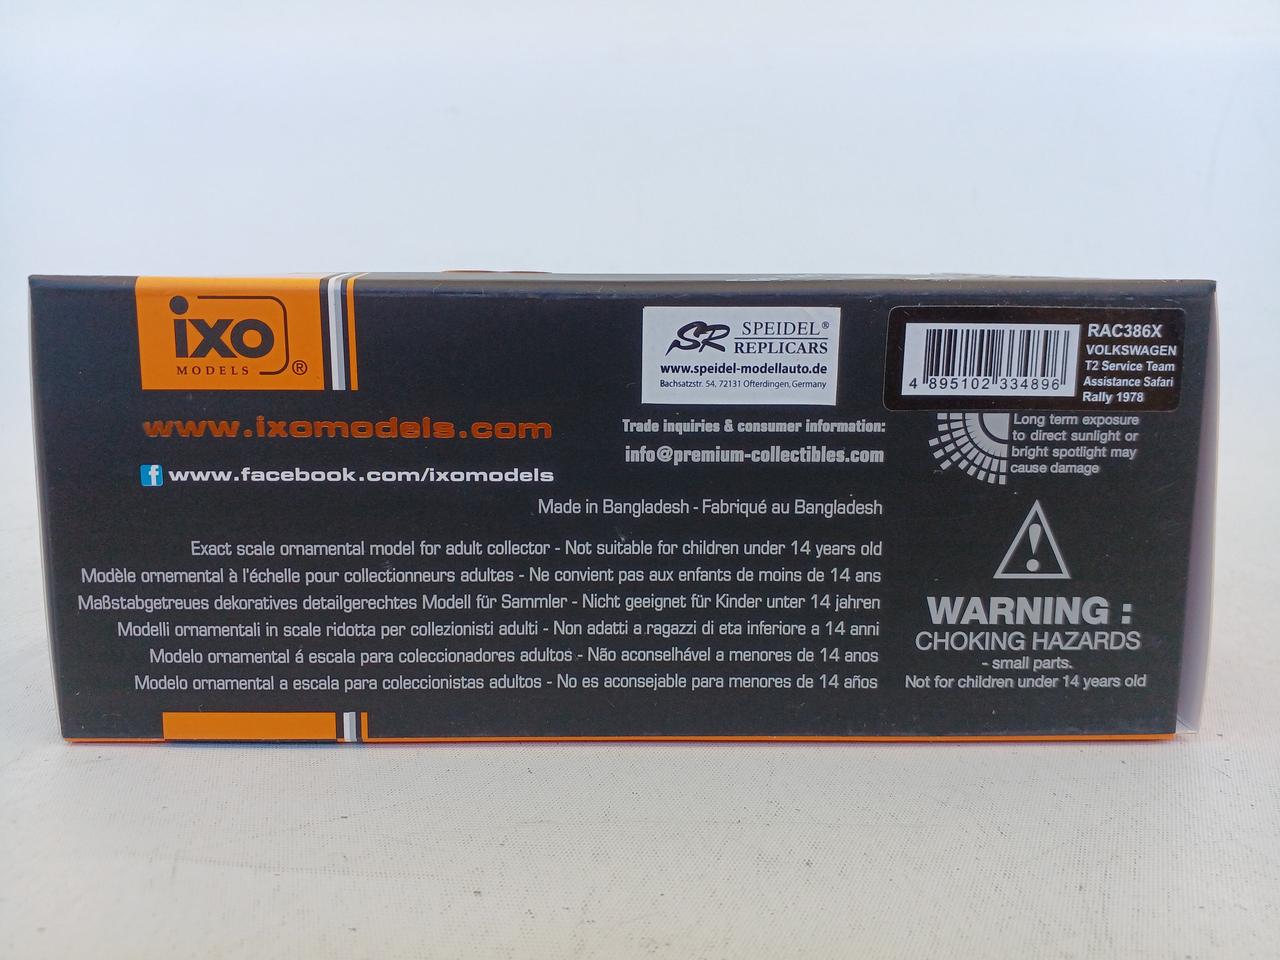 ixo
MODELS ®
www.ixomodels.com
f www.facebook.com/ixomodels
SR SPEIDEL®
REPLICARS
www.speidel-modellauto.de
Bachsatzstr. 54, 72131 Ofterdingen, Germany
Trade inquiries & consumer information:
info@premium-collectibles.com
4 895102 334896
RAC386X
VOLKSWAGEN
T2 Service Team
Assistance Safari
Rally 1978
Long term exposure
to direct sunlight or
bright spotlight may
cause damage
Made in Bangladesh - Fabriqué au Bangladesh
Exact scale ornamental model for adult collector - Not suitable for children under 14 years old
Modèle ornemental à l'échelle pour collectionneurs adultes - Ne convient pas aux enfants de moins de 14 ans
Maßstabgetreues dekoratives detailgerechtes Modell für Sammler - Nicht geeignet für Kinder unter 14 jahren
Modelli ornamentali in scale ridotta per collezionisti adulti - Non adatti a ragazzi di eta inferiore a 14 anni
Modelo ornamental á escala para coleccionadores adultos - Não aconselhável a menores de 14 anos
Modelo ornamental a escala para coleccionistas adultos - No es aconsejable para menores de 14 años
WARNING :
CHOKING HAZARDS
- small parts.
Not for children under 14 years old